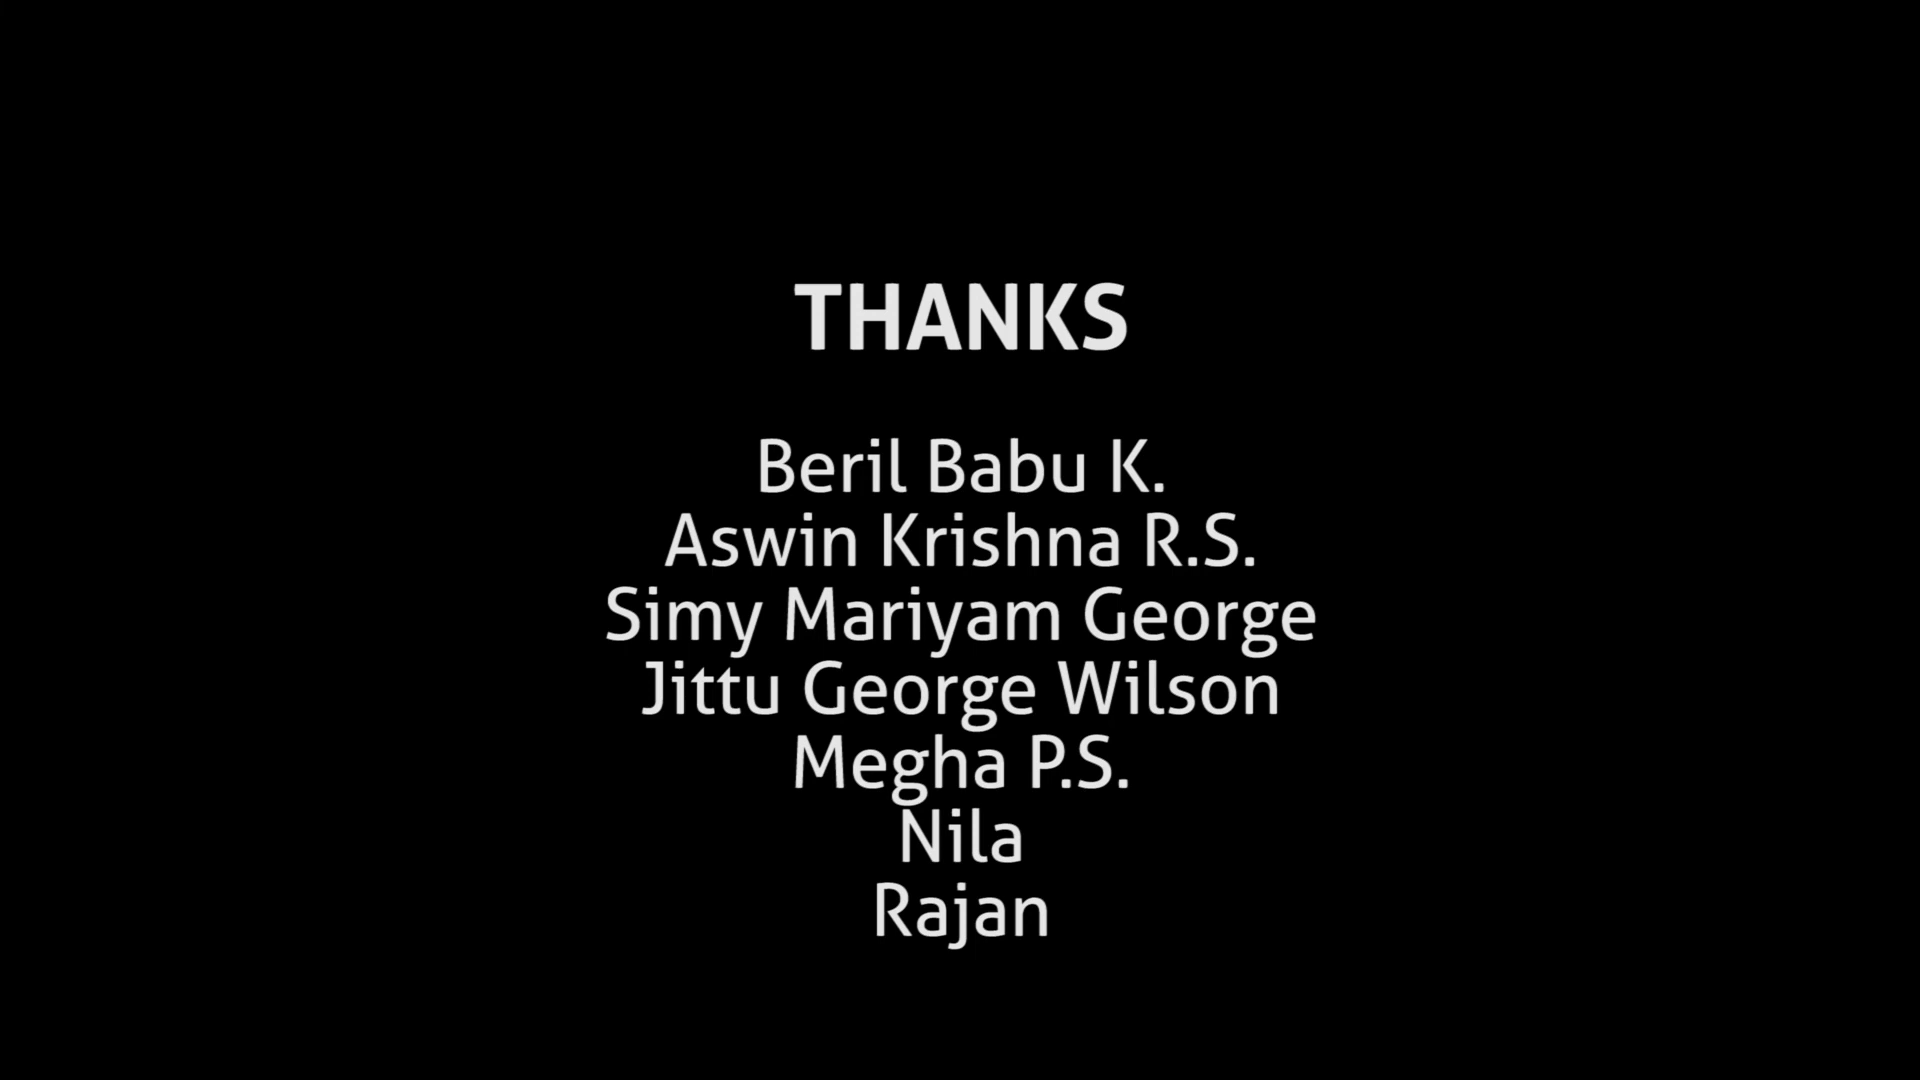 THANKS
Beril Babu K.
Aswin Krishna R.S.
Simy Mariyam George
Jittu George Wilson
Megha P.S.
Nila
Rajan